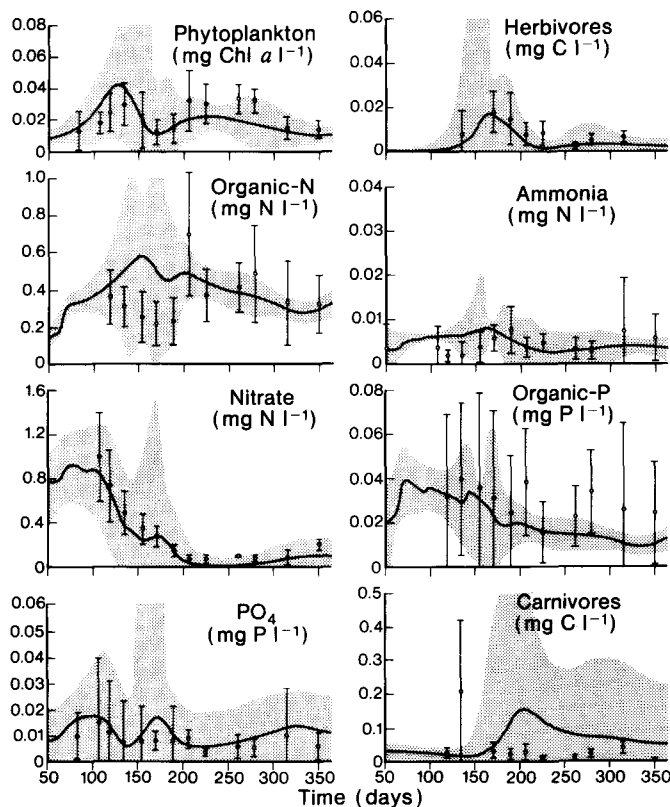 Phytoplankton
(mg Chl a l⁻¹)
0.08
0.06
0.04
0.02
0
Herbivores
(mg C l⁻¹)
0.06
0.04
0.02
0
Organic-N
(mg N l⁻¹)
1.0
0.8
0.6
0.4
0.2
0
Ammonia
(mg N l⁻¹)
0.04
0.03
0.02
0.01
0
Nitrate
(mg N l⁻¹)
1.6
1.2
0.8
0.4
0
Organic-P
(mg P l⁻¹)
0.08
0.06
0.04
0.02
0
PO₄
(mg P l⁻¹)
0.06
0.05
0.04
0.03
0.02
0.01
0
50 100 150 200 250 300 350
Carnivores
(mg C l⁻¹)
0.5
0.4
0.3
0.2
0.1
0
50 100 150 200 250 300 350
Time (days)